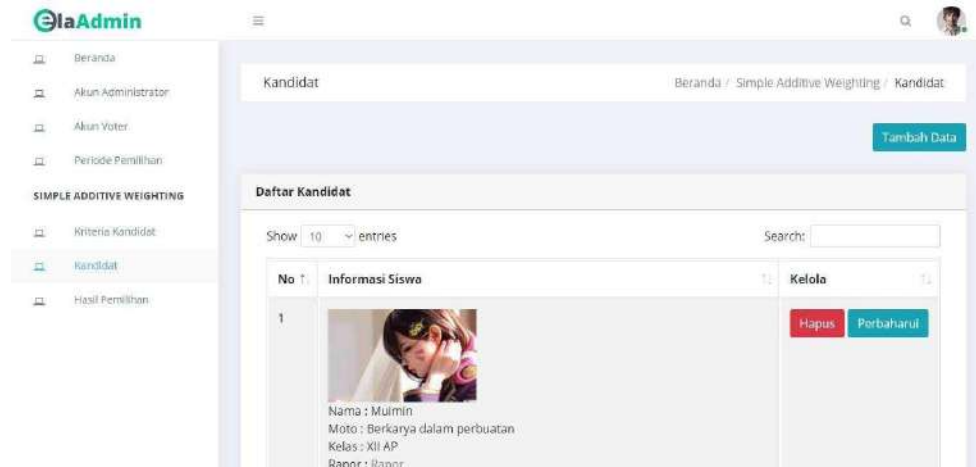 elaAdmin
Beranda
Akun Administrator
Akun Voter
Periode Pemilihan
SIMPLE ADDITIVE WEIGHTING
Kriteria Kandidat
Kandidat
Hasil Pemilihan
Kandidat
Beranda / Simple Additive Weighting / Kandidat
Tambah Data
Daftar Kandidat
Show 10 entries
Search:
No Informasi Siswa Kelola
1
Hapus Perbaharui
Nama : Muimin
Moto : Berkarya dalam perbuatan
Kelas : XII AP
Rapor : Rapor